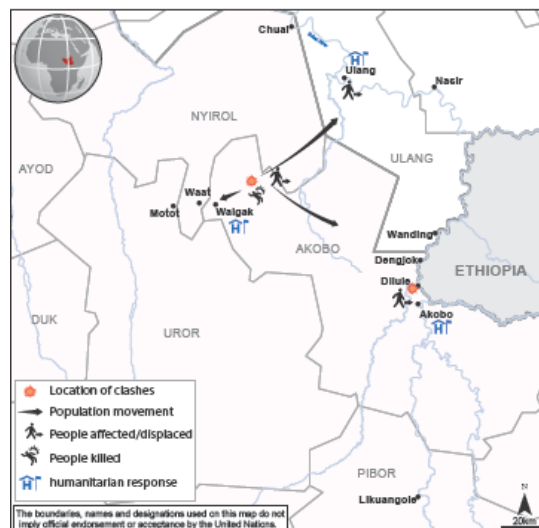 Chuai
Ulang
Nasir
NYIROL
ULANG
AYOD
Waat
Motot
Walgak
Wanding
AKOBO
Dengjok
ETHIOPIA
Dilule
Akobo
DUK
UROR
Location of clashes
Population movement
People affected/displaced
People killed
humanitarian response
PIBOR
Likuangole
N
20km
The boundaries, names and designations used on this map do not
imply official endorsement or acceptance by the United Nations.